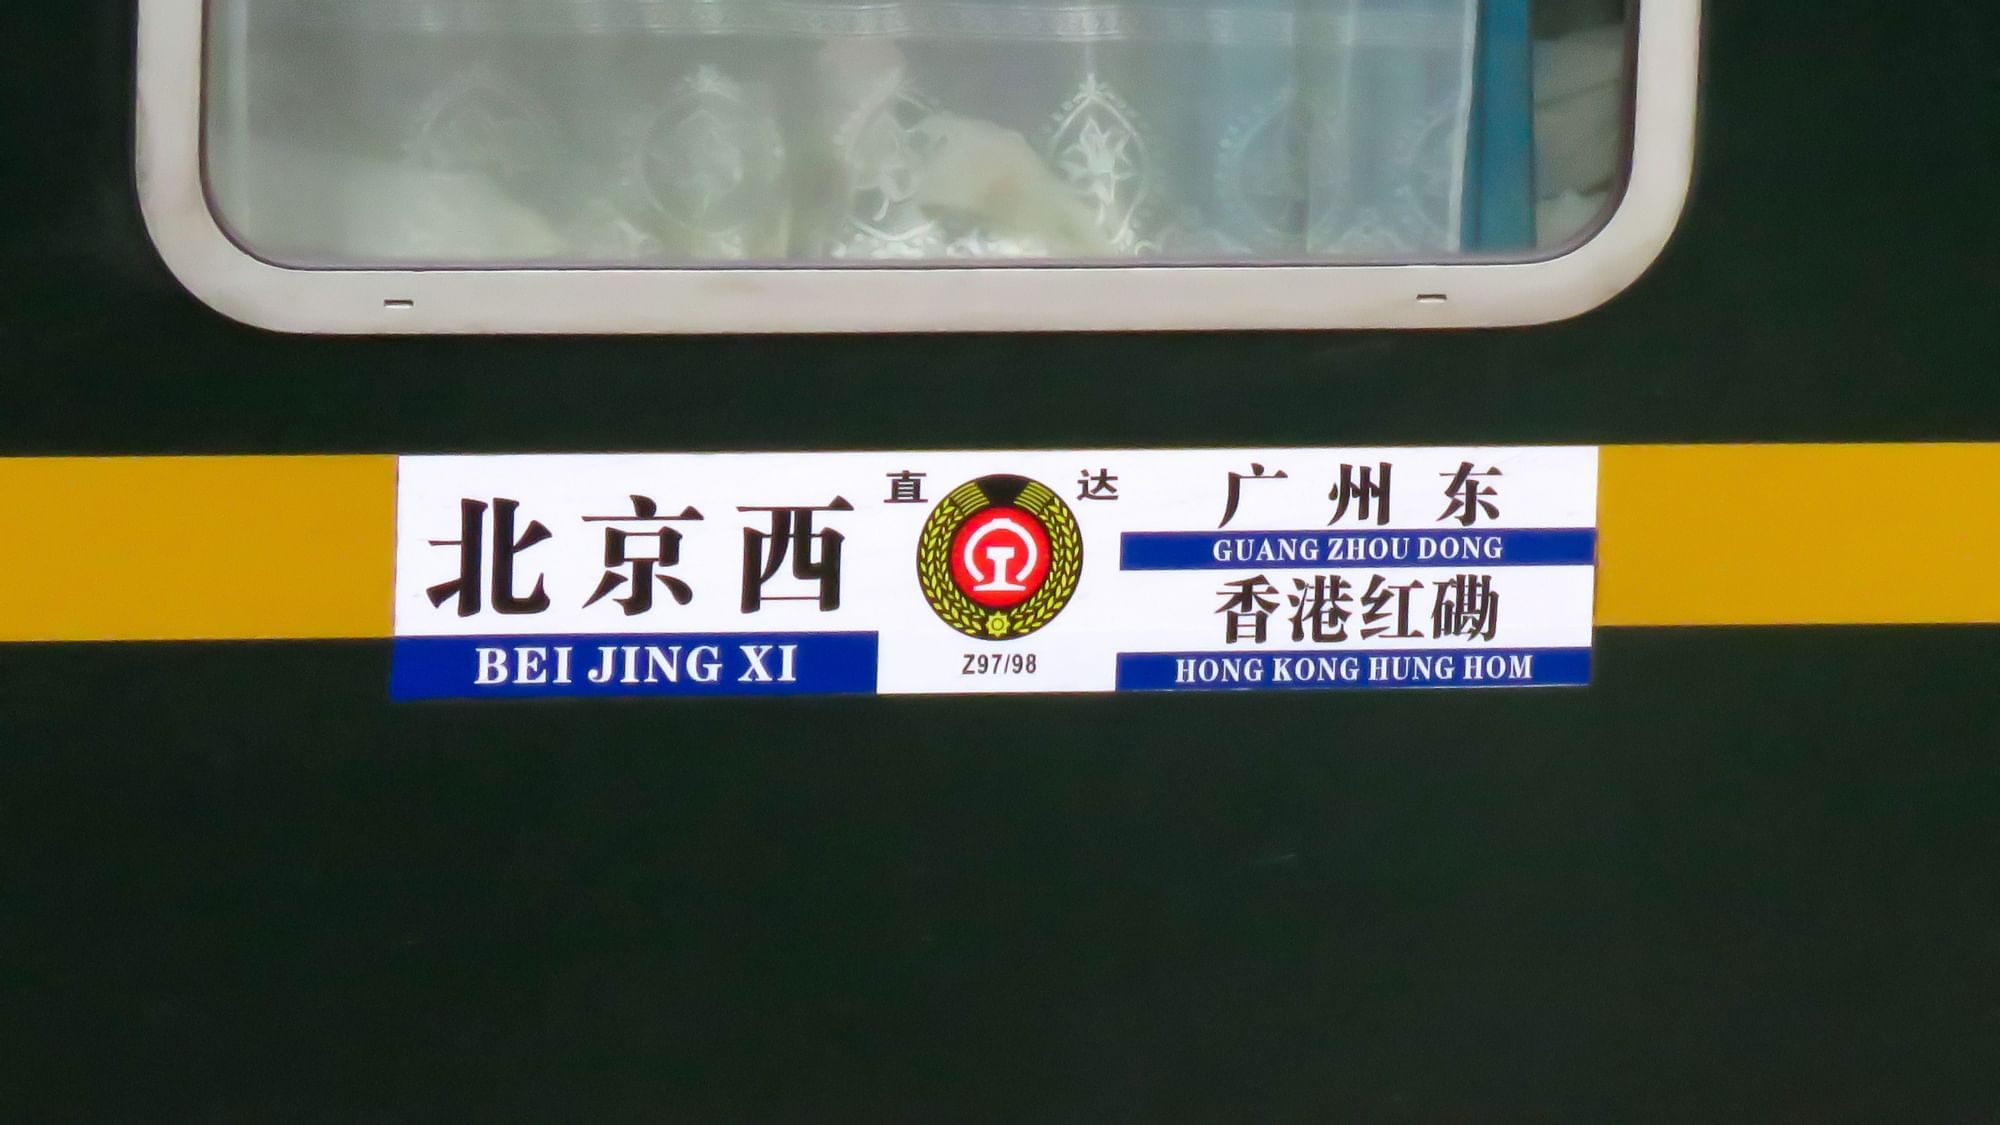 北京西
BEI JING XI
直 达
Z97/98
广州东
GUANG ZHOU DONG
香港红磡
HONG KONG HUNG HOM